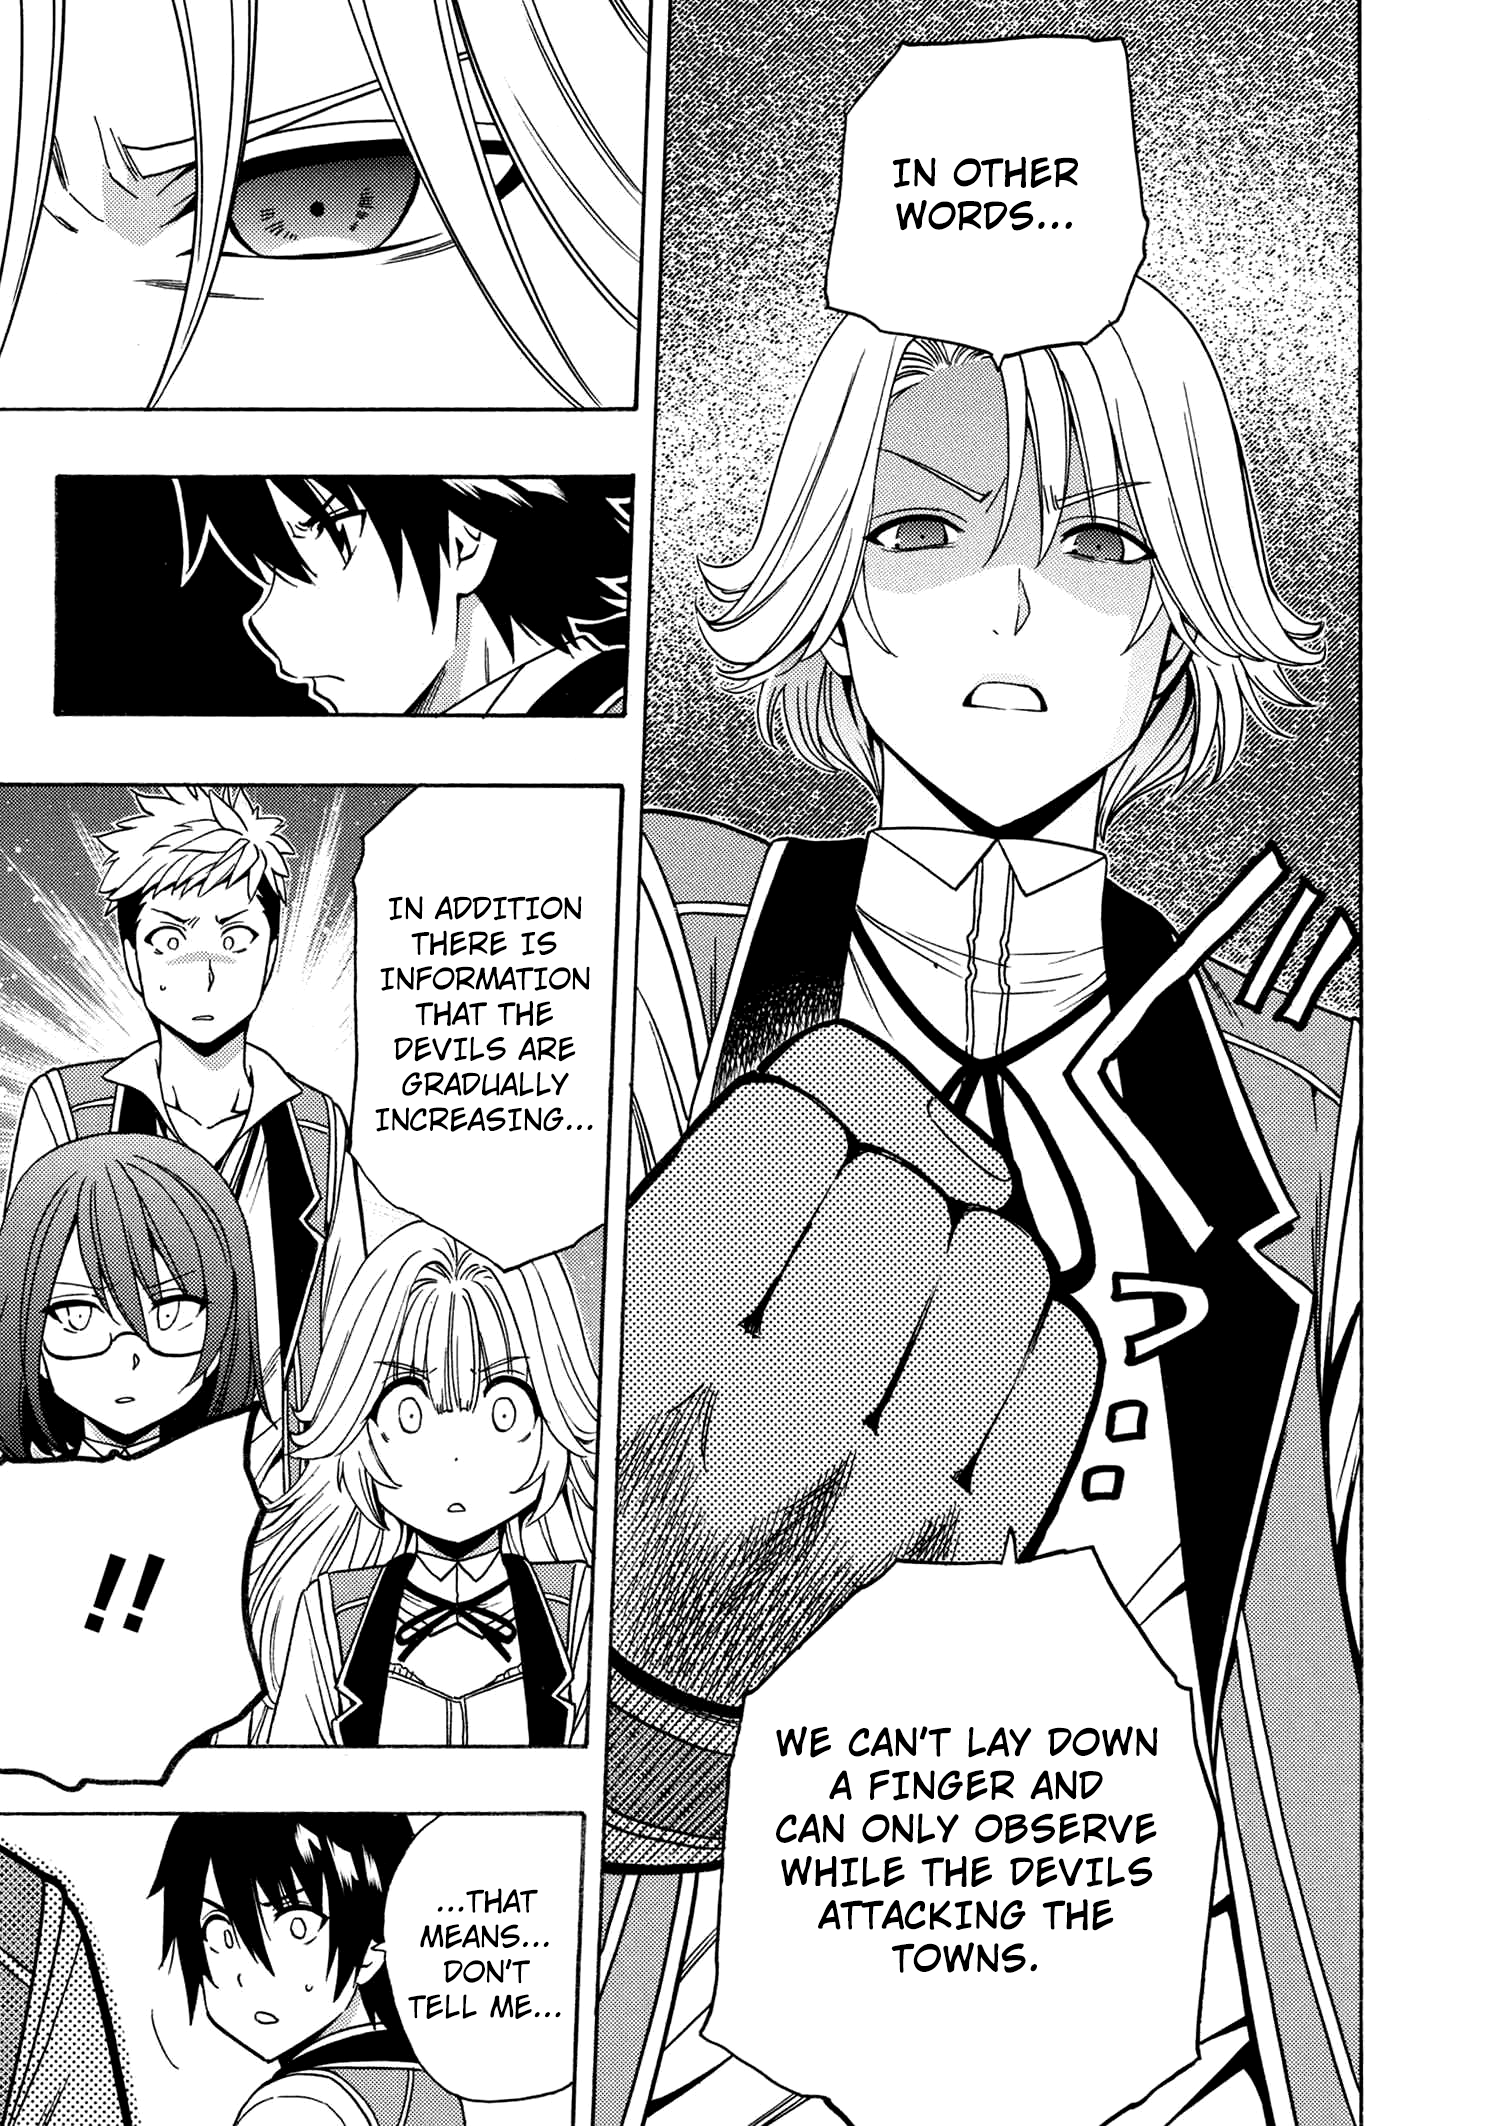 IN OTHER
WORDS...
WE CAN'T LAY DOWN
A FINGER AND
CAN ONLY OBSERVE
WHILE THE DEVILS
ATTACKING THE
TOWNS.
IN ADDITION
THERE IS
INFORMATION
THAT THE
DEVILS ARE
GRADUALLY
INCREASING...
!!
...THAT
MEANS...
DON'T
TELL ME...